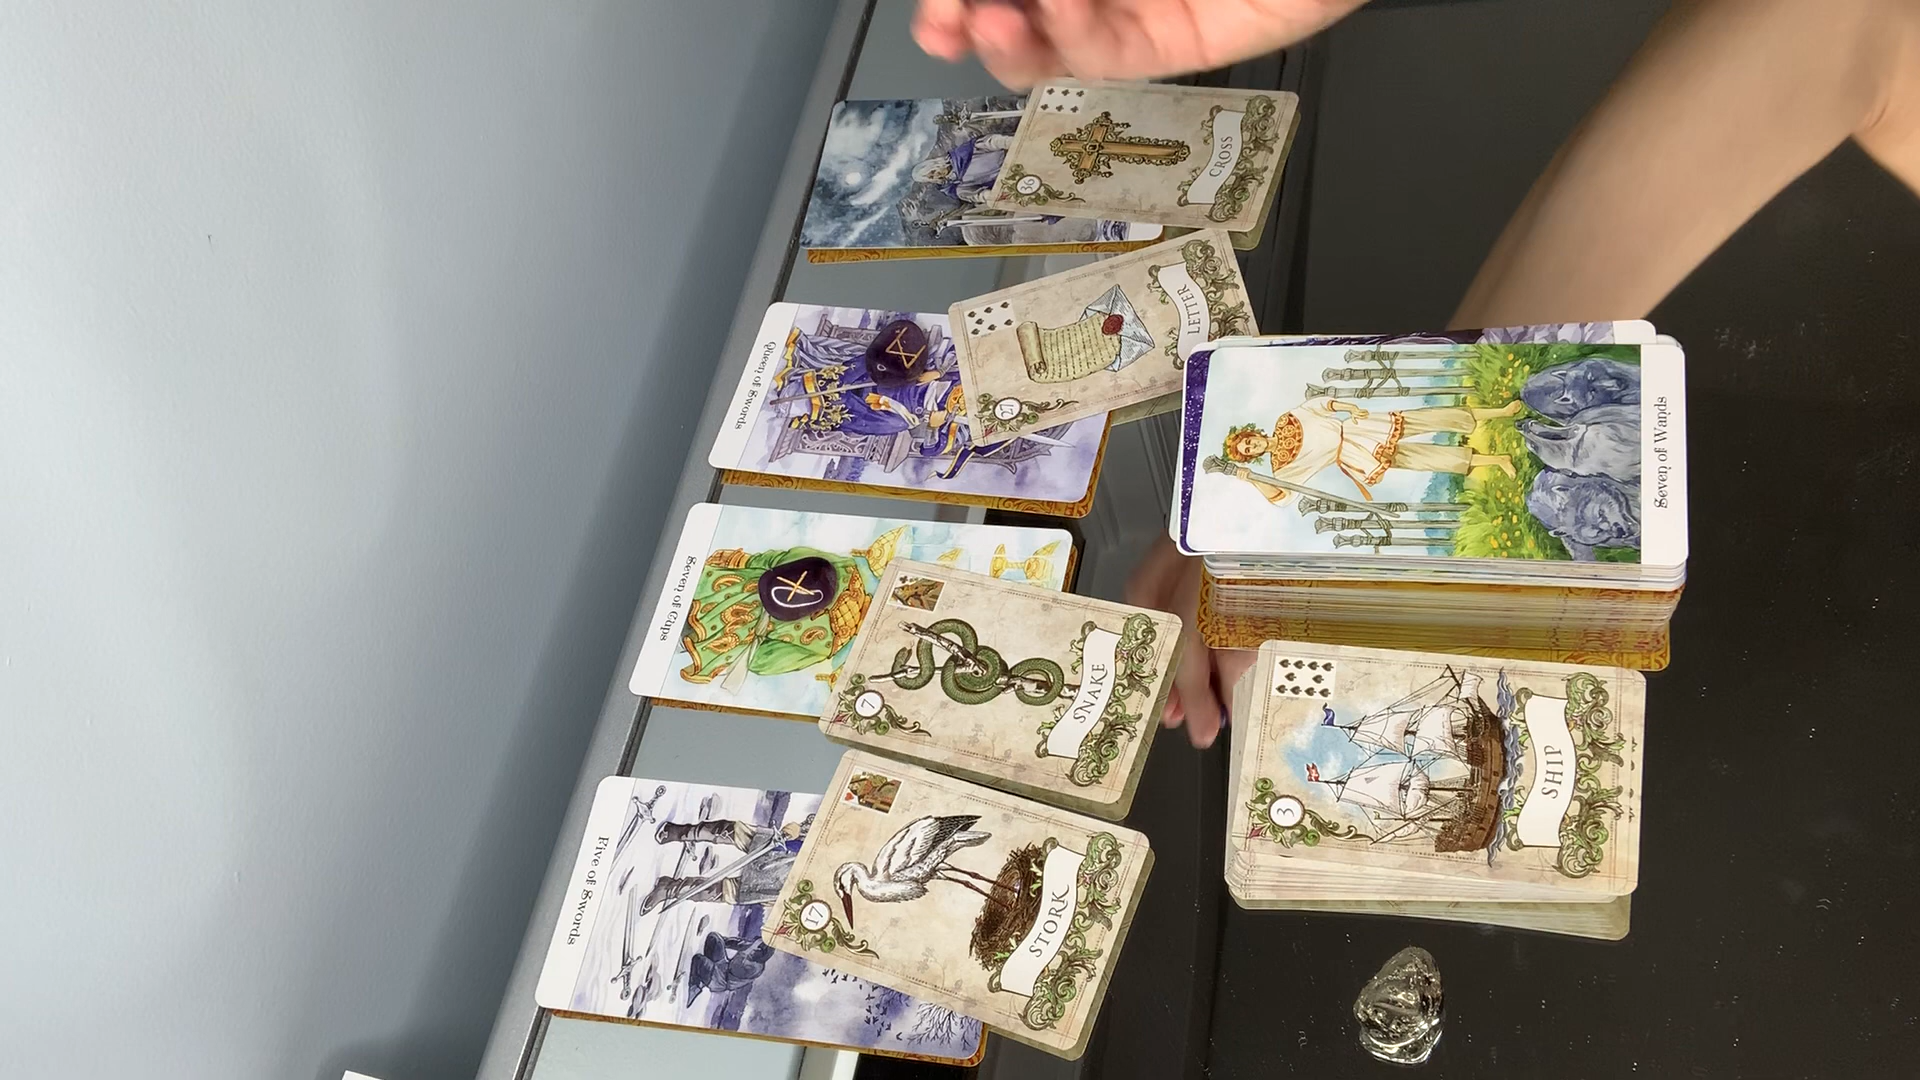 36
CROSS
27
LETTER
Queen of Swords
Seven of Wands
Seven of Cups
7
SNAKE
3
SHIP
Five of Swords
17
STORK